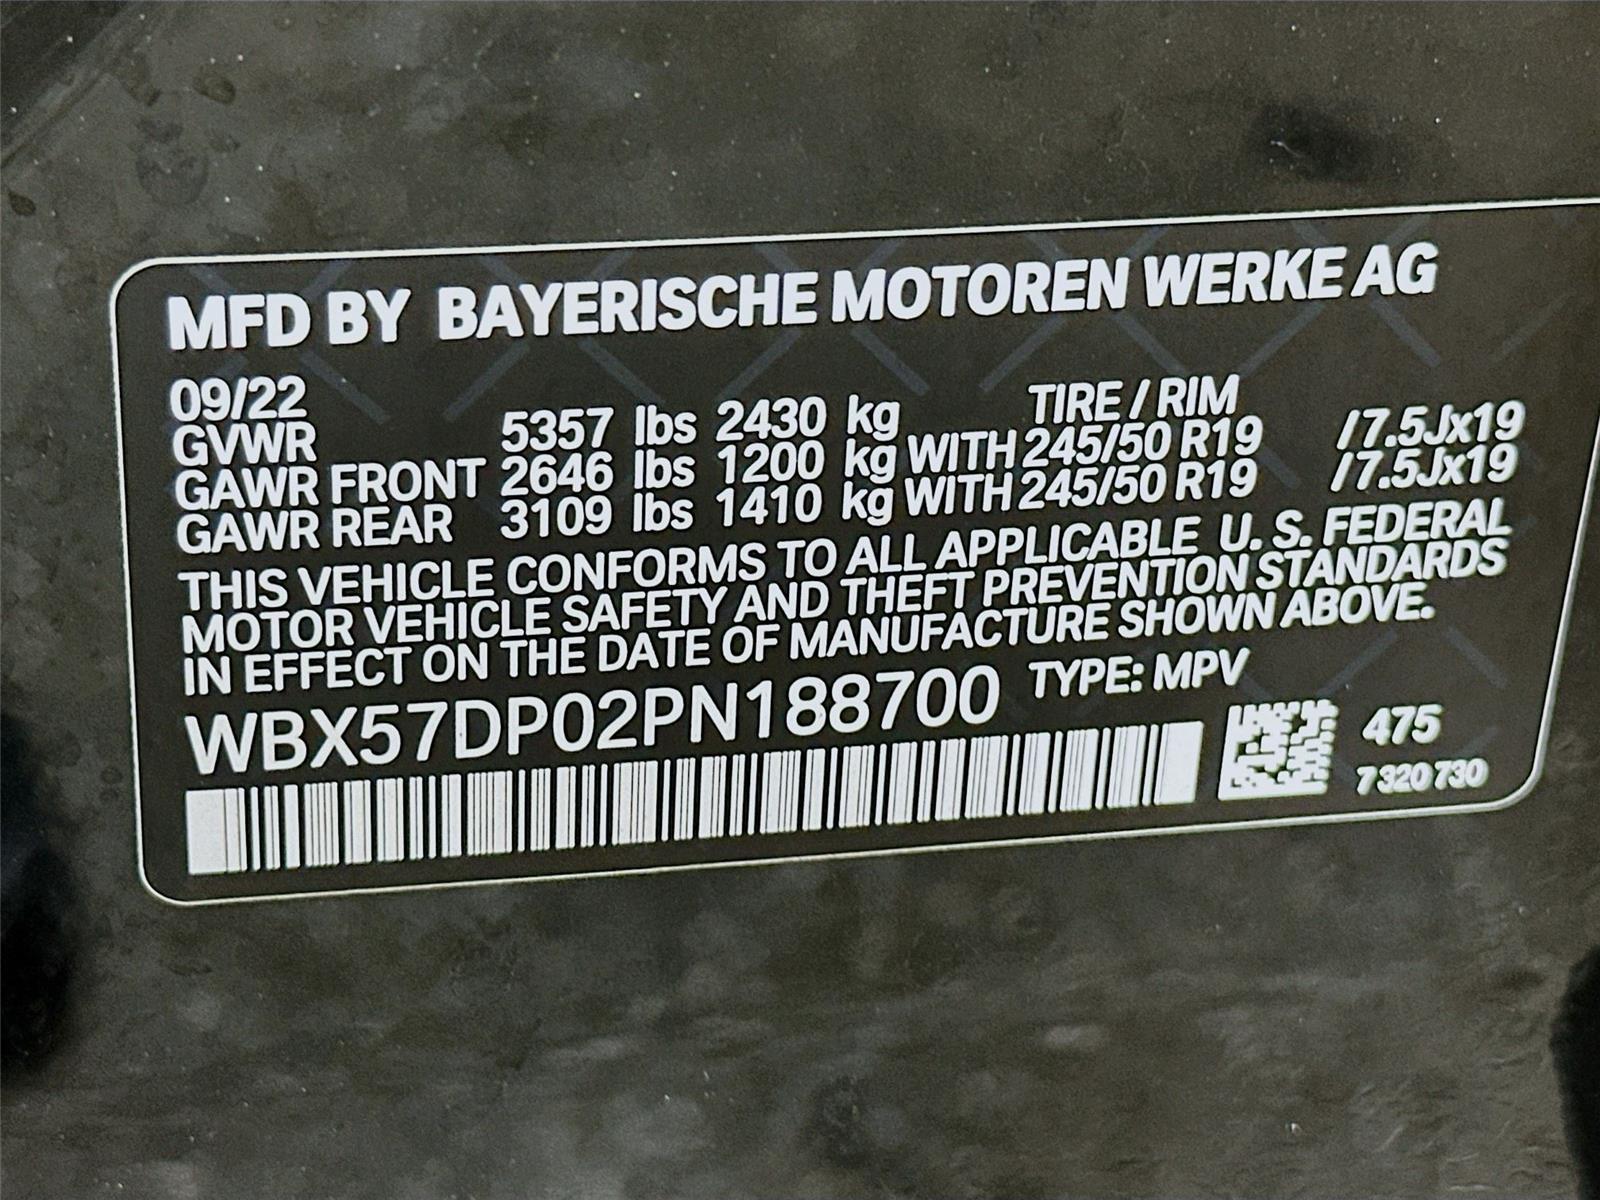 MFD BY BAYERISCHE MOTOREN WERKE AG
09/22 TIRE / RIM
GVWR 5357 lbs 2430 kg
GAWR FRONT 2646 lbs 1200 kg WITH 245/50 R19 /7.5Jx19
GAWR REAR 3109 lbs 1410 kg WITH 245/50 R19 /7.5Jx19
THIS VEHICLE CONFORMS TO ALL APPLICABLE U. S. FEDERAL
MOTOR VEHICLE SAFETY AND THEFT PREVENTION STANDARDS
IN EFFECT ON THE DATE OF MANUFACTURE SHOWN ABOVE.
WBX57DP02PN188700 TYPE: MPV
475
7 320 730